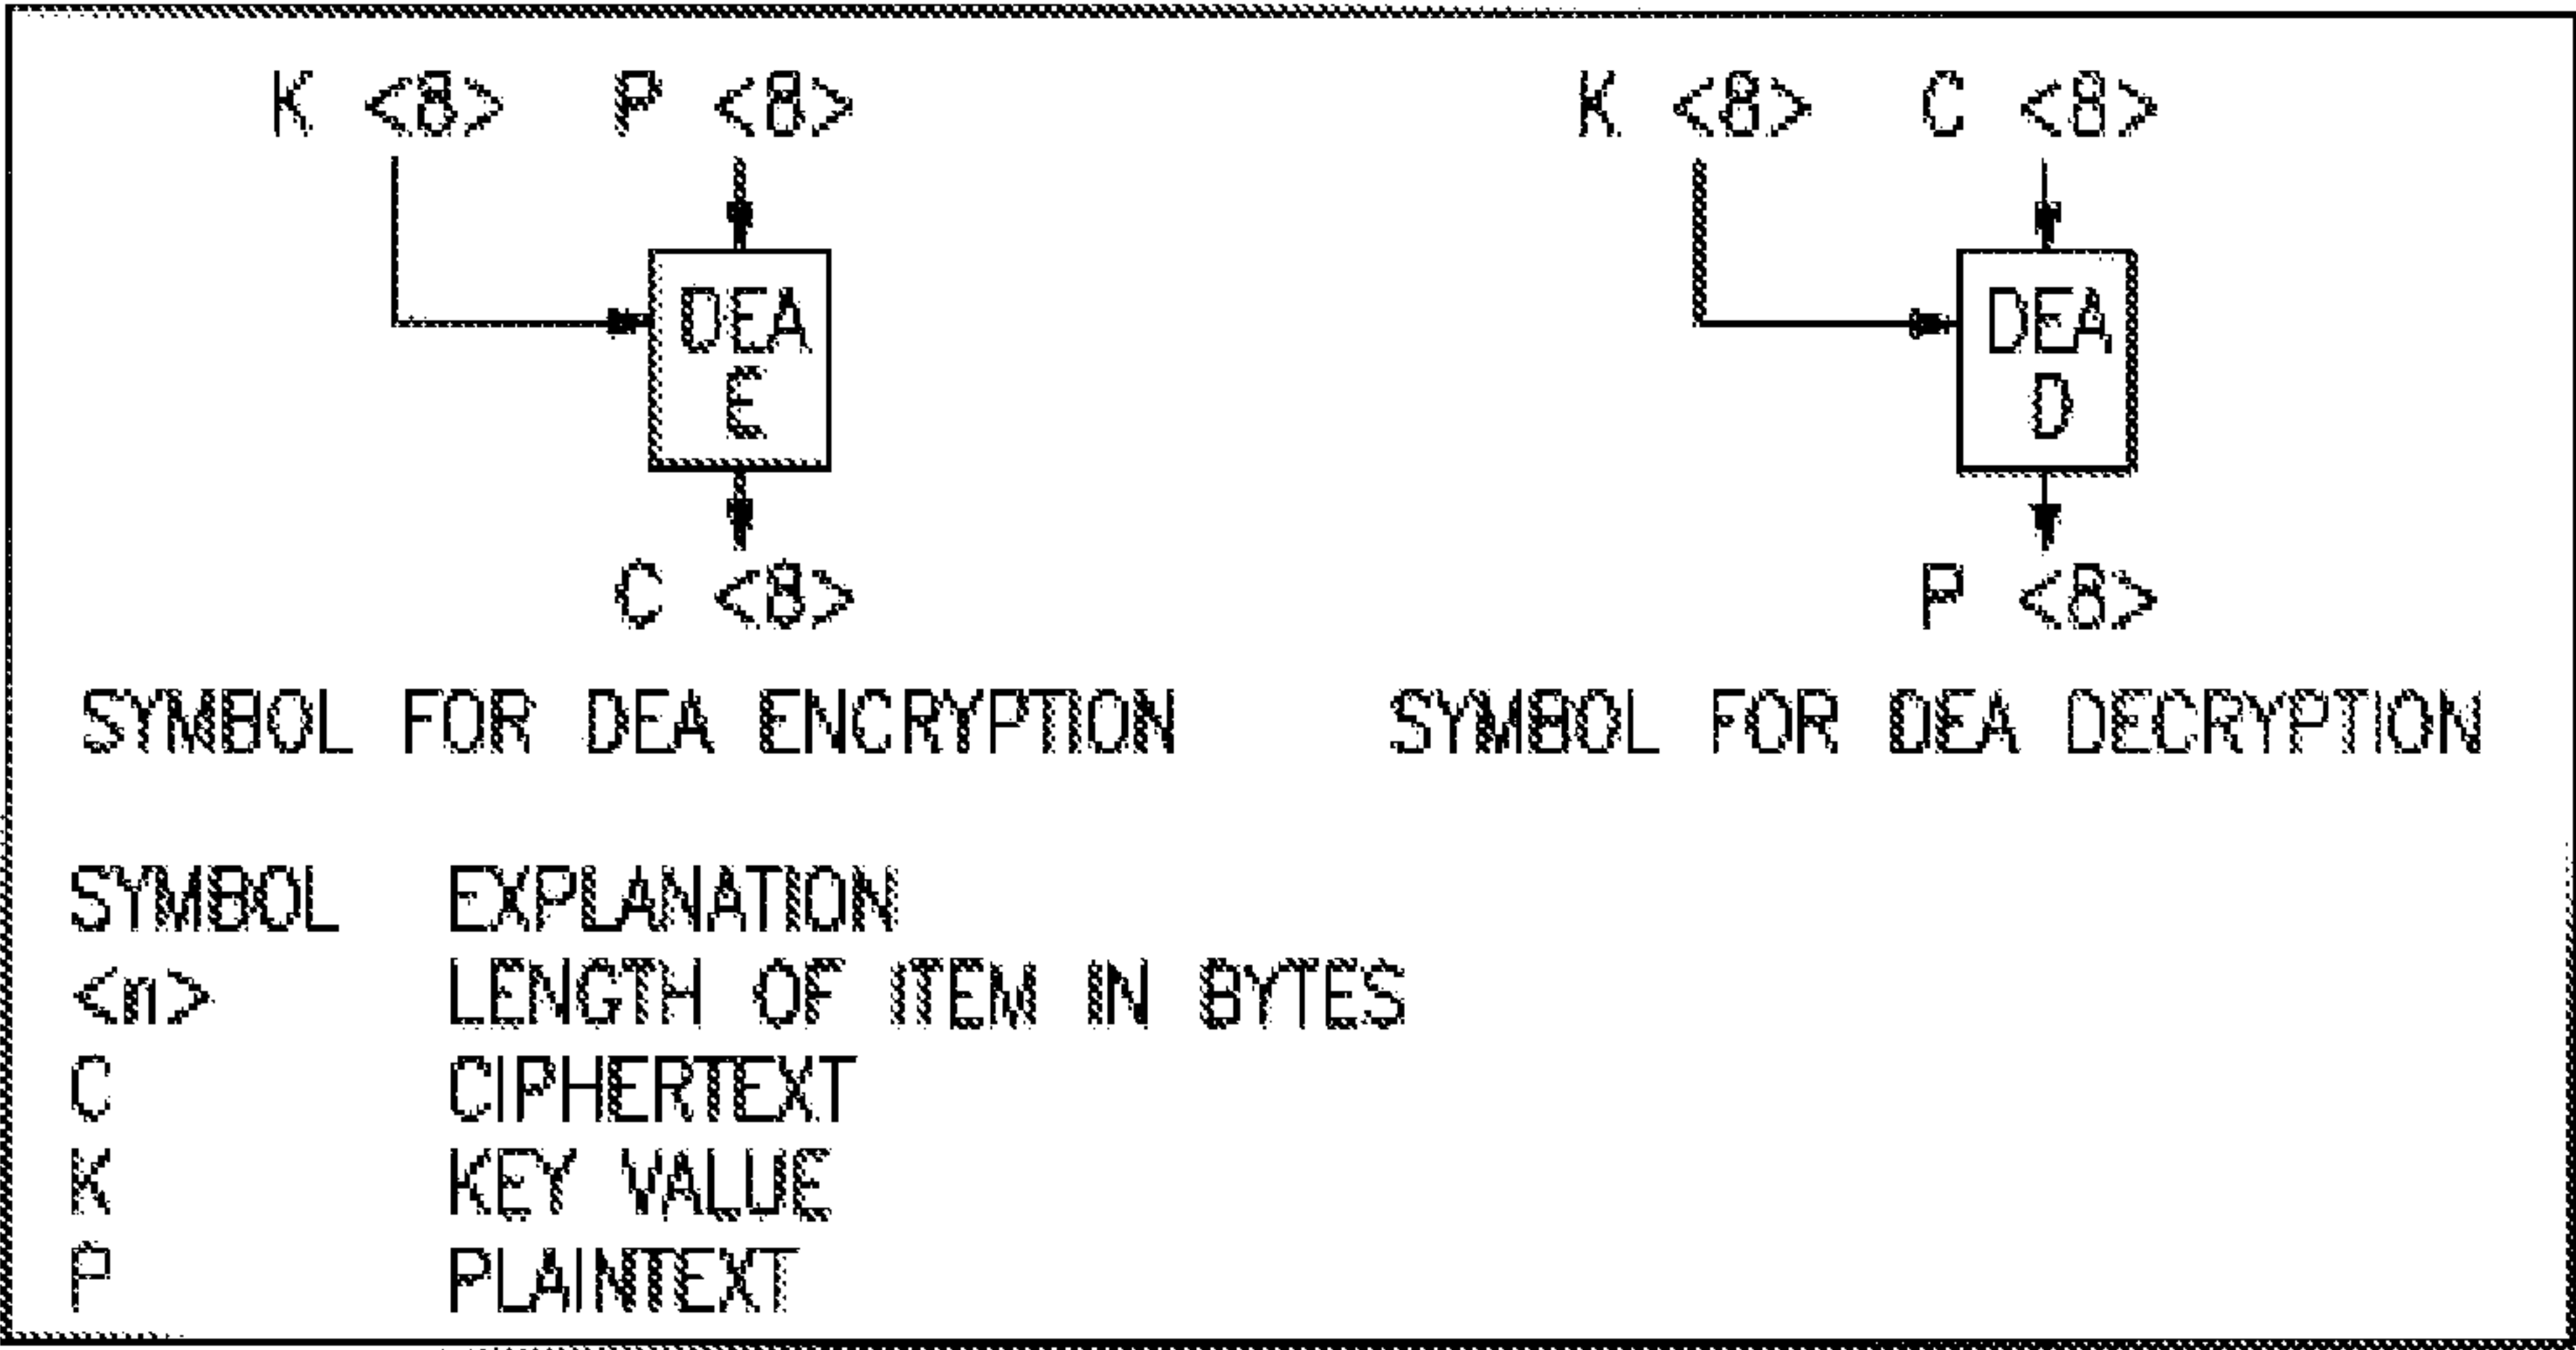 K <8> P <8> K <8> C <8>
DEA DEA
E D
C <8> P <8>
SYMBOL FOR DEA ENCRYPTION SYMBOL FOR DEA DECRYPTION
SYMBOL EXPLANATION
<n> LENGTH OF ITEM IN BYTES
C CIPHERTEXT
K KEY VALUE
P PLAINTEXT